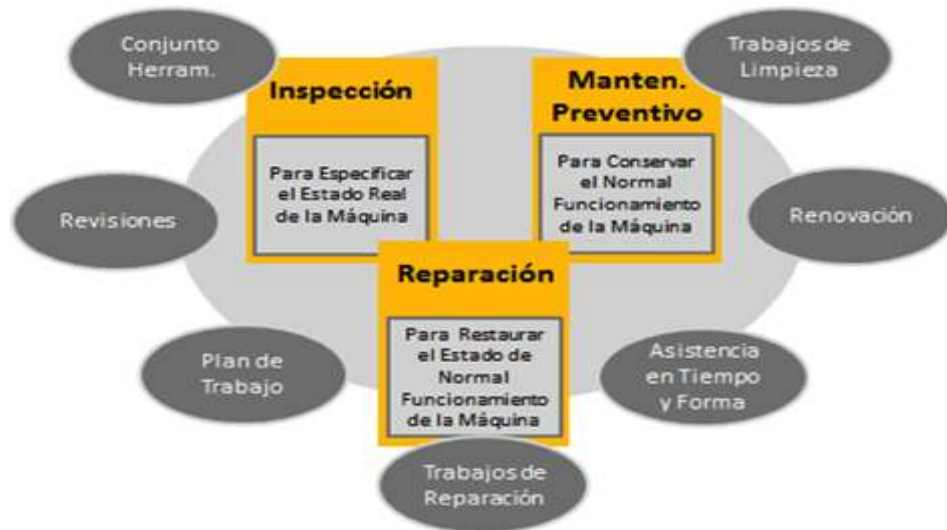 Conjunto
Herram.
Trabajos de
Limpieza
Inspección
Manten.
Preventivo
Para Especificar
el Estado Real
de la Máquina
Para Conservar
el Normal
Funcionamiento
de la Máquina
Revisiones
Renovación
Reparación
Para Restaurar
el Estado de
Normal
Funcionamiento
de la Máquina
Plan de
Trabajo
Asistencia
en Tiempo
y Forma
Trabajos de
Reparación